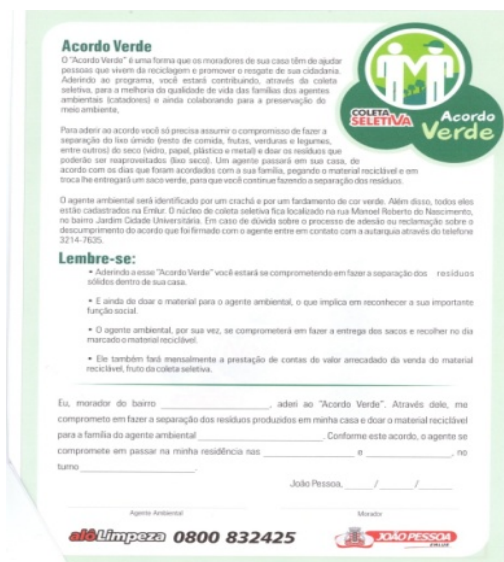 Acordo Verde
O "Acordo Verde" é uma forma que os moradores de sua casa têm de ajudar
pessoas que vivem da reciclagem e promover o resgate de sua cidadania.
Aderindo ao programa, você estará contribuindo, através da coleta
seletiva, para a melhoria da qualidade de vida das famílias dos agentes
ambientais (catadores) e ainda colaborando para a preservação do
meio ambiente,
COLETA
SELETIVA
Acordo
Verde
Para aderir ao acordo você só precisa assumir o compromisso de fazer a
separação do lixo úmido (resto de comida, frutas, verduras e legumes,
entre outros) do seco (vidro, papel, plástico e metal) e doar os resíduos que
poderão ser reaproveitados (lixo seco). Um agente passará em sua casa, de
acordo com os dias que foram acordados com a sua família, pegando o material reciclável e em
troca lhe entregará um saco verde, para que você continue fazendo a separação dos resíduos.
O agente ambiental será identificado por um crachá e por um fardamento de cor verde. Além disso, todos eles
estão cadastrados na Emlur. O núcleo de coleta seletiva fica localizado na rua Manoel Roberto do Nascimento,
no bairro Jardim Cidade Universitária. Em caso de dúvida sobre o processo de adesão ou reclamação sobre o
descumprimento do acordo que foi firmado com o agente entre em contato com a autarquia através do telefone
3214-7635.
Lembre-se:
• Aderindo a esse "Acordo Verde" você estará se comprometendo em fazer a separação dos resíduos
sólidos dentro de sua casa.
• E ainda de doar o material para o agente ambiental, o que implica em reconhecer a sua importante
função social.
• O agente ambiental, por sua vez, se comprometerá em fazer a entrega dos sacos e recolher no dia
marcado o material reciclável.
• Ele também fará mensalmente a prestação de contas do valor arrecadado da venda do material
reciclável, fruto da coleta seletiva.
Eu, morador do bairro ____________________, aderi ao "Acordo Verde". Através dele, me
comprometo em fazer a separação dos resíduos produzidos em minha casa e doar o material reciclável
para a família do agente ambiental ____________________. Conforme este acordo, o agente se
compromete em passar na minha residência nas ______________ e ______________, no
turno ____________________.
João Pessoa, ______/______/______
Agente Ambiental Morador
alô Limpeza 0800 832425 JOÃO PESSOA